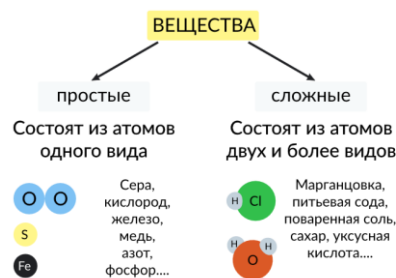 ВЕЩЕСТВА
простые
сложные
Состоят из атомов
одного вида
Состоят из атомов
двух и более видов
O O
S
Fe
Сера,
кислород,
железо,
медь,
азот,
фосфор....
H Cl
H H
O
Марганцовка,
питьевая сода,
поваренная соль,
сахар, уксусная
кислота....